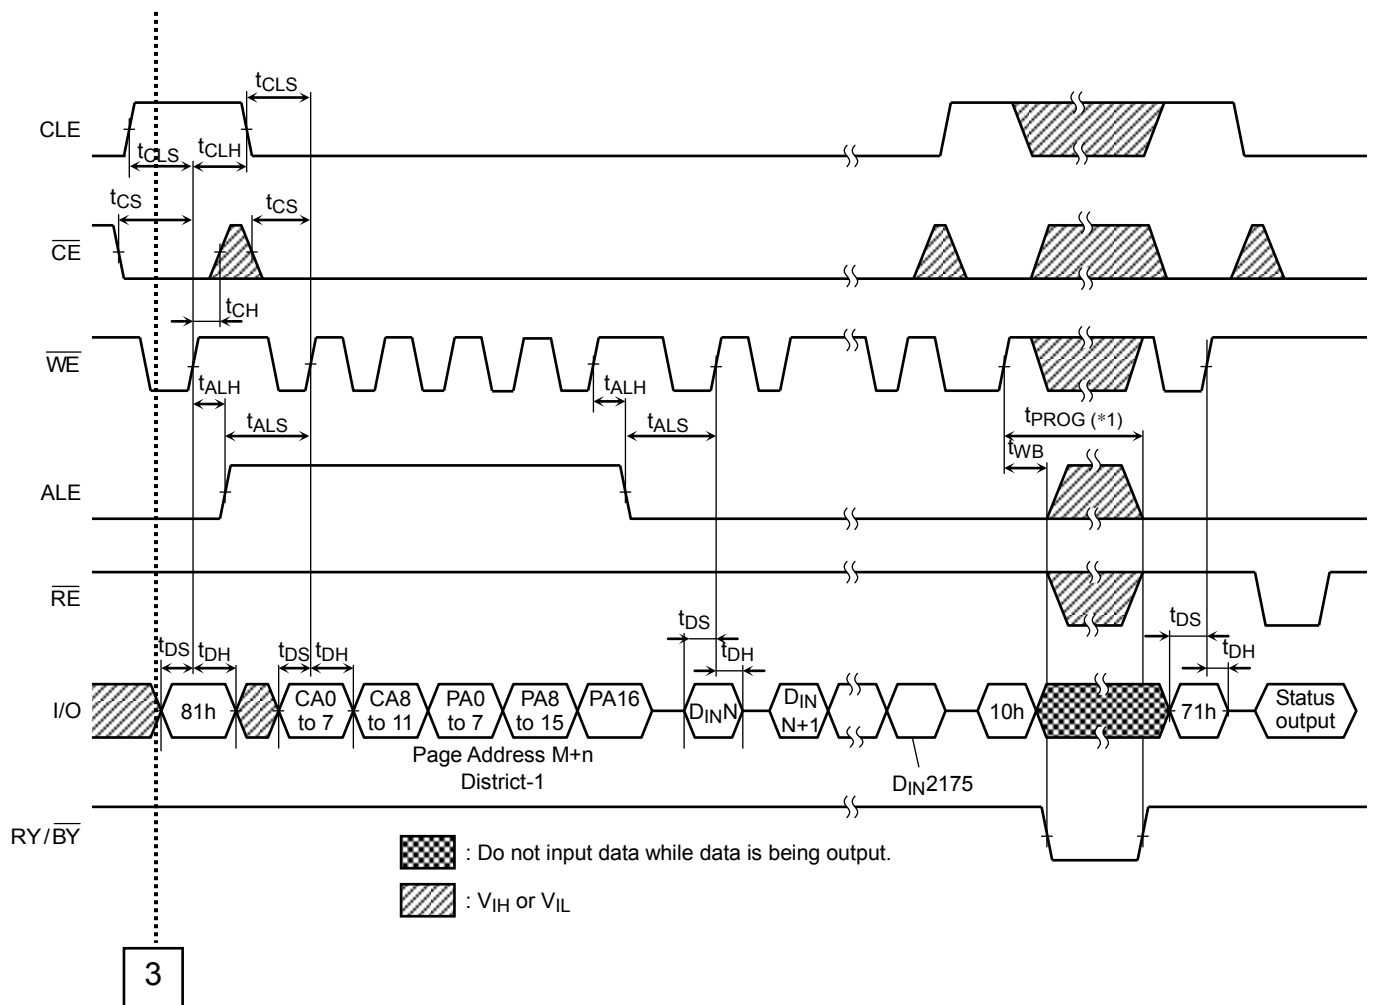 tCLS
CLE
tCLS
tCLH
tCS
tCS
CE
tCH
WE
tALH
tALH
tALS
tALS
tPROG (*1)
tWB
ALE
RE
tDS
tDH
tDS
tDH
tDS
tDH
tDS
tDH
I/O
81h
CA0 to 7
CA8 to 11
PA0 to 7
PA8 to 15
PA16
DINN
DIN N+1
10h
71h
Status output
Page Address M+n
District-1
DIN2175
RY/BY
: Do not input data while data is being output.
: VIH or VIL
3